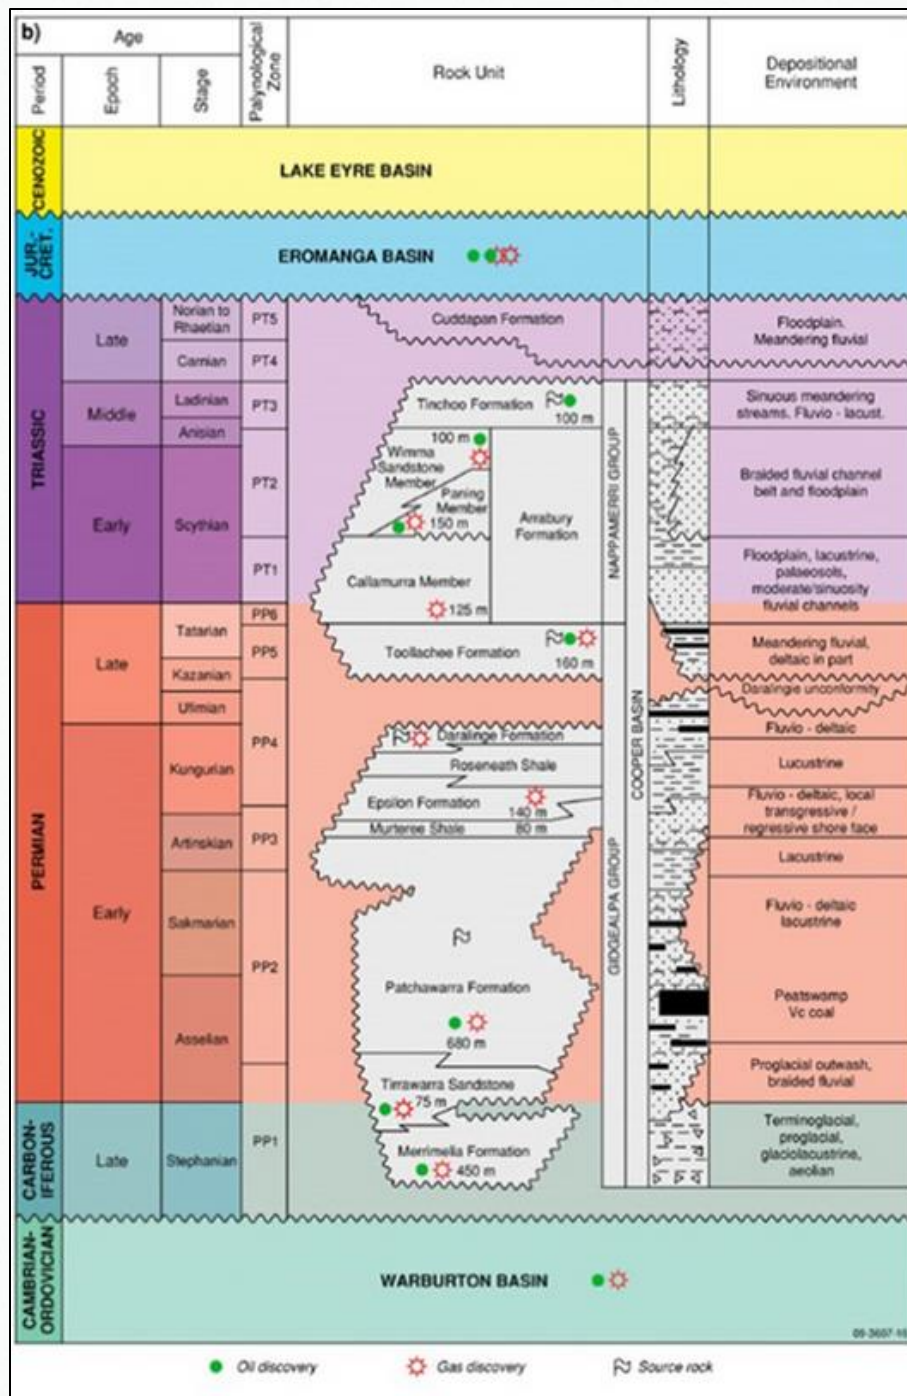 b)
Age
Period
Epoch
Stage
Palynological
Zone
Rock Unit
Lithology
Depositional
Environment
CENOZOIC
LAKE EYRE BASIN
JUR.-
CRET.
EROMANGA BASIN
TRIASSIC
Late
Norian to
Rhaetian
PT5
Cuddapan Formation
Floodplain.
Meandering fluvial
Carnian
PT4
Middle
Ladinian
PT3
Tinchoo Formation
100 m
Sinuous meandering
streams. Fluvio - lacust.
Anisian
Early
Scythian
PT2
100 m
Wimma
Sandstone
Member
Paning
Member
150 m
Arrabury
Formation
NAPPAMERRI GROUP
Braided fluvial channel
belt and floodplain
PT1
Callamurra Member
125 m
Floodplain, lacustrine,
palaeosols,
moderate/sinuosity
fluvial channels
PERMIAN
Late
Tatarian
PP6
PP5
Toollachee Formation
160 m
Meandering fluvial,
deltaic in part
Kazanian
Ufimian
Daralingie unconformity
COOPER BASIN
Early
Kungurian
PP4
Daralinge Formation
Fluvio - deltaic
Roseneath Shale
Lucustrine
Epsilon Formation
140 m
Fluvio - deltaic, local
transgressive /
regressive shore face
Artinskian
PP3
Murteree Shale
80 m
Lacustrine
GIDGEALPA GROUP
Sakmarian
PP2
Fluvio - deltaic
lacustrine
Asselian
Patchawarra Formation
680 m
Peatswamp
Vc coal
Tirrawarra Sandstone
75 m
Proglacial outwash,
braided fluvial
CARBON-
IFEROUS
Late
Stephanian
PP1
Merrimelia Formation
450 m
Terminoglacial,
proglacial,
glaciolacustrine,
aeolian
CAMBRIAN-
ORDOVICIAN
WARBURTON BASIN
Oil discovery
Gas discovery
Source rock